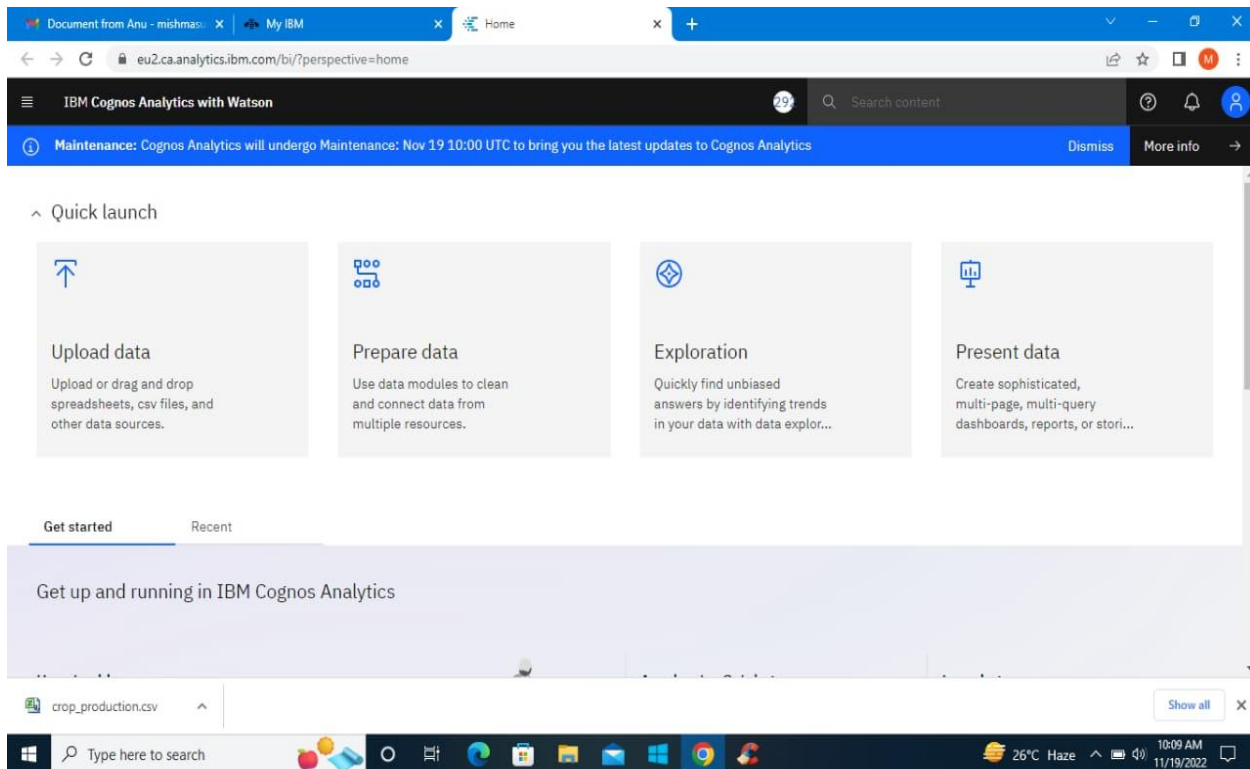 Document from Anu - mishmasu
My IBM
Home
eu2.ca.analytics.ibm.com/bi/?perspective=home
M
IBM Cognos Analytics with Watson
292
Search content
Maintenance: Cognos Analytics will undergo Maintenance: Nov 19 10:00 UTC to bring you the latest updates to Cognos Analytics
Dismiss
More info
Quick launch
Upload data
Upload or drag and drop
spreadsheets, csv files, and
other data sources.
Prepare data
Use data modules to clean
and connect data from
multiple resources.
Exploration
Quickly find unbiased
answers by identifying trends
in your data with data explor...
Present data
Create sophisticated,
multi-page, multi-query
dashboards, reports, or stori...
Get started
Recent
Get up and running in IBM Cognos Analytics
crop_production.csv
Show all
Type here to search
26°C Haze
10:09 AM
11/19/2022